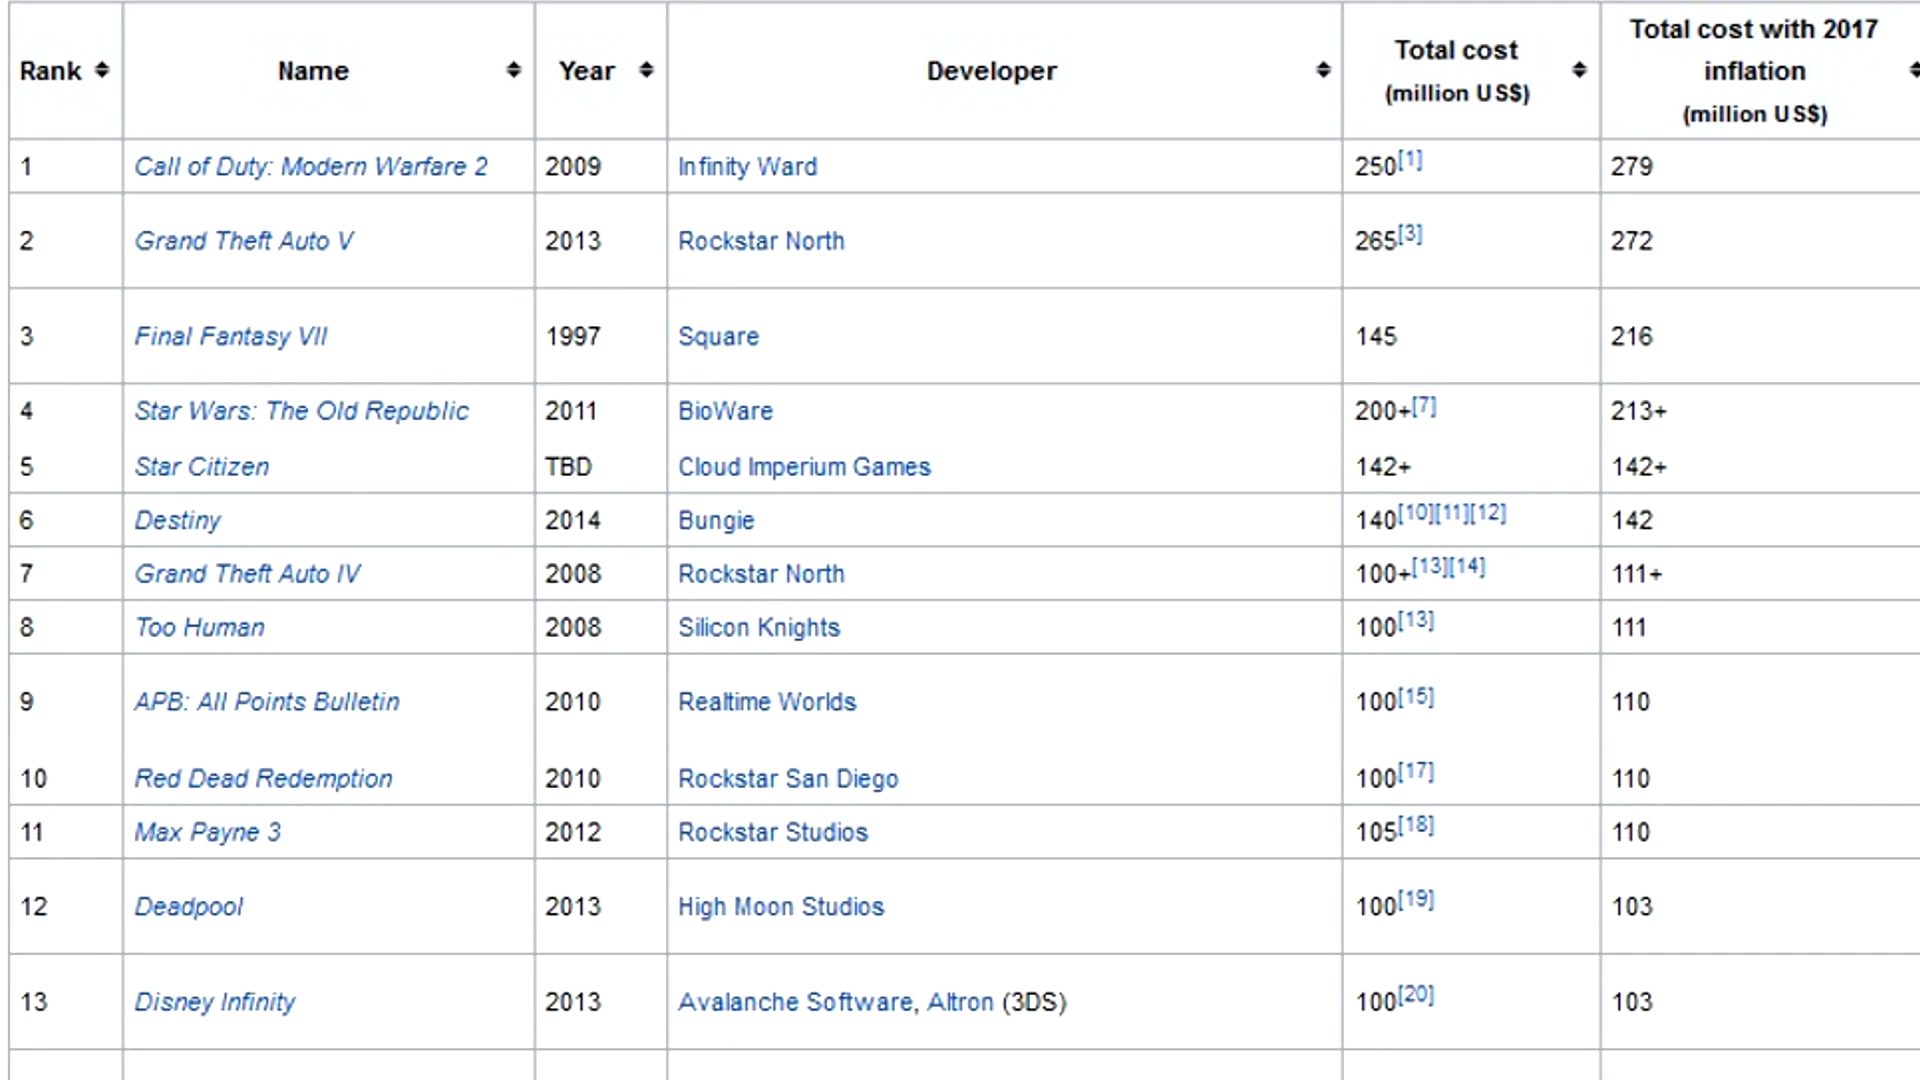 Rank Name Year Developer Total cost (million US$) Total cost with 2017 inflation (million US$)
1 Call of Duty: Modern Warfare 2 2009 Infinity Ward 250[1] 279
2 Grand Theft Auto V 2013 Rockstar North 265[3] 272
3 Final Fantasy VII 1997 Square 145 216
4 Star Wars: The Old Republic 2011 BioWare 200+[7] 213+
5 Star Citizen TBD Cloud Imperium Games 142+ 142+
6 Destiny 2014 Bungie 140[10][11][12] 142
7 Grand Theft Auto IV 2008 Rockstar North 100+[13][14] 111+
8 Too Human 2008 Silicon Knights 100[13] 111
9 APB: All Points Bulletin 2010 Realtime Worlds 100[15] 110
10 Red Dead Redemption 2010 Rockstar San Diego 100[17] 110
11 Max Payne 3 2012 Rockstar Studios 105[18] 110
12 Deadpool 2013 High Moon Studios 100[19] 103
13 Disney Infinity 2013 Avalanche Software, Altron (3DS) 100[20] 103